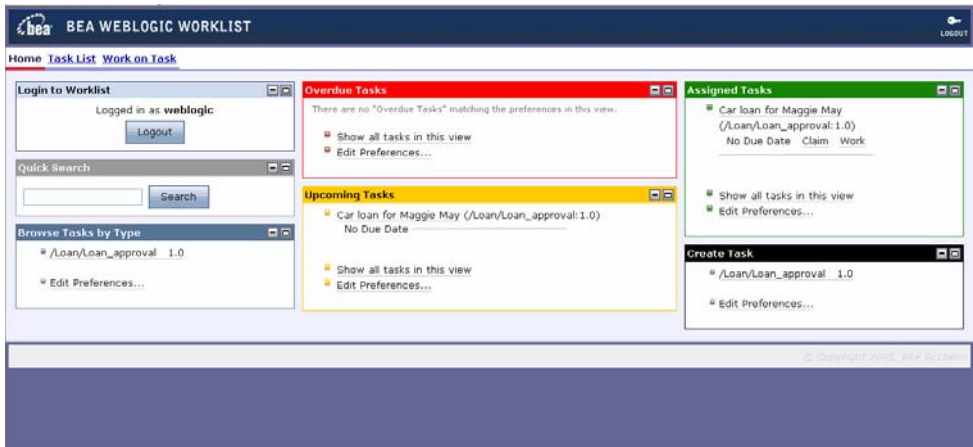 bea BEA WEBLOGIC WORKLIST
LOGOUT
Home Task List Work on Task
Login to Worklist
Logged in as weblogic
Logout
Quick Search
Search
Browse Tasks by Type
/Loan/Loan_approval 1.0
Edit Preferences...
Overdue Tasks
There are no "Overdue Tasks" matching the preferences in this view.
Show all tasks in this view
Edit Preferences...
Upcoming Tasks
Car loan for Maggie May (/Loan/Loan_approval:1.0)
No Due Date
Show all tasks in this view
Edit Preferences...
Assigned Tasks
Car loan for Maggie May
(/Loan/Loan_approval:1.0)
No Due Date Claim Work
Show all tasks in this view
Edit Preferences...
Create Task
/Loan/Loan_approval 1.0
Edit Preferences...
© Copyright 2005, BEA Systems